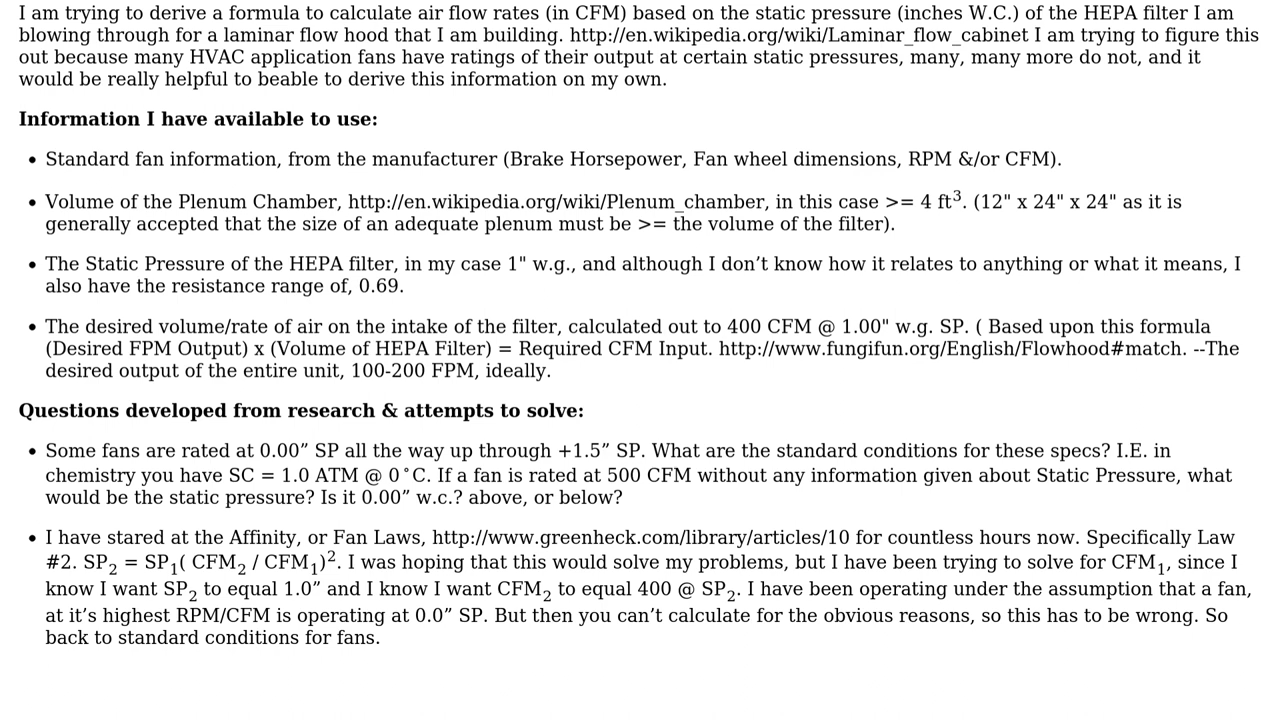 I am trying to derive a formula to calculate air flow rates (in CFM) based on the static pressure (inches W.C.) of the HEPA filter I am
blowing through for a laminar flow hood that I am building. http://en.wikipedia.org/wiki/Laminar_flow_cabinet I am trying to figure this
out because many HVAC application fans have ratings of their output at certain static pressures, many, many more do not, and it
would be really helpful to beable to derive this information on my own.
Information I have available to use:
• Standard fan information, from the manufacturer (Brake Horsepower, Fan wheel dimensions, RPM &/or CFM).
• Volume of the Plenum Chamber, http://en.wikipedia.org/wiki/Plenum_chamber, in this case >= 4 ft³. (12" x 24" x 24" as it is
generally accepted that the size of an adequate plenum must be >= the volume of the filter).
• The Static Pressure of the HEPA filter, in my case 1" w.g., and although I don’t know how it relates to anything or what it means, I
also have the resistance range of, 0.69.
• The desired volume/rate of air on the intake of the filter, calculated out to 400 CFM @ 1.00" w.g. SP. ( Based upon this formula
(Desired FPM Output) x (Volume of HEPA Filter) = Required CFM Input. http://www.fungifun.org/English/Flowhood#match. --The
desired output of the entire unit, 100-200 FPM, ideally.
Questions developed from research & attempts to solve:
• Some fans are rated at 0.00” SP all the way up through +1.5” SP. What are the standard conditions for these specs? I.E. in
chemistry you have SC = 1.0 ATM @ 0˚C. If a fan is rated at 500 CFM without any information given about Static Pressure, what
would be the static pressure? Is it 0.00” w.c.? above, or below?
• I have stared at the Affinity, or Fan Laws, http://www.greenheck.com/library/articles/10 for countless hours now. Specifically Law
#2. SP₂ = SP₁( CFM₂ / CFM₁)². I was hoping that this would solve my problems, but I have been trying to solve for CFM₁, since I
know I want SP₂ to equal 1.0” and I know I want CFM₂ to equal 400 @ SP₂. I have been operating under the assumption that a fan,
at it’s highest RPM/CFM is operating at 0.0” SP. But then you can’t calculate for the obvious reasons, so this has to be wrong. So
back to standard conditions for fans.